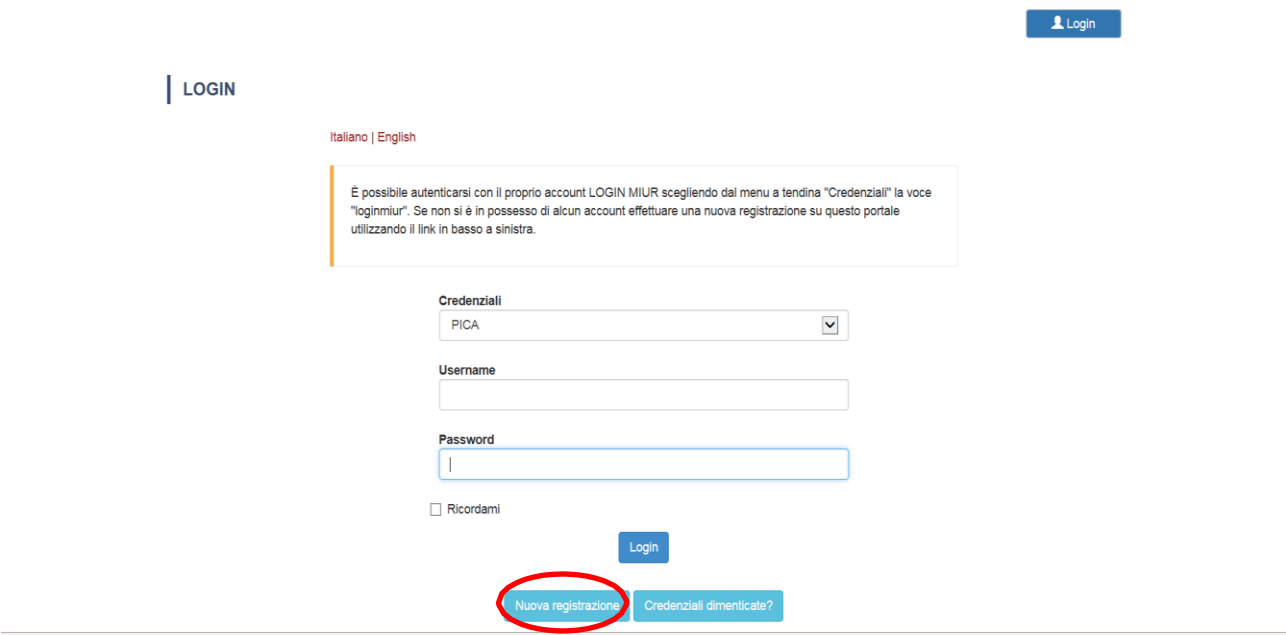 Login
LOGIN
Italiano | English
È possibile autenticarsi con il proprio account LOGIN MIUR scegliendo dal menu a tendina "Credenziali" la voce
"loginmiur". Se non si è in possesso di alcun account effettuare una nuova registrazione su questo portale
utilizzando il link in basso a sinistra.
Credenziali
PICA
Username
Password
Ricordami
Login
Nuova registrazione
Credenziali dimenticate?